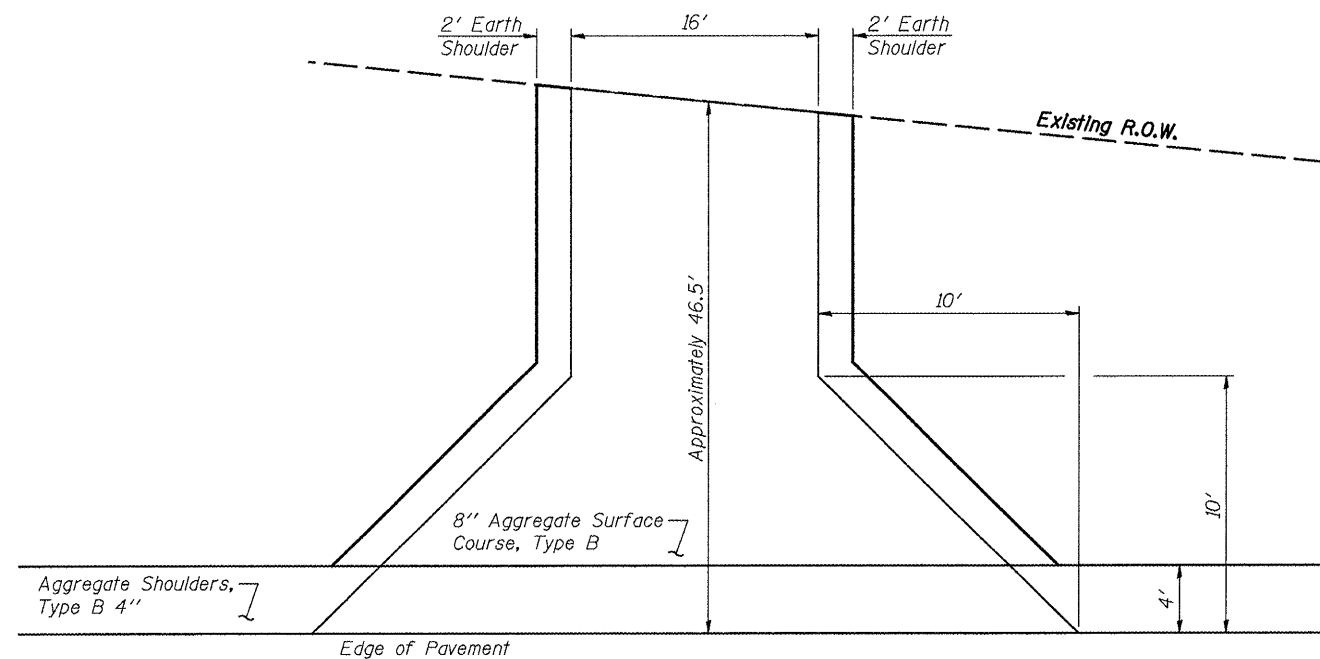 2' Earth
Shoulder
16'
2' Earth
Shoulder
Existing R.O.W.
Approximately 46.5'
10'
10'
8" Aggregate Surface
Course, Type B
Aggregate Shoulders,
Type B 4"
4'
Edge of Pavement